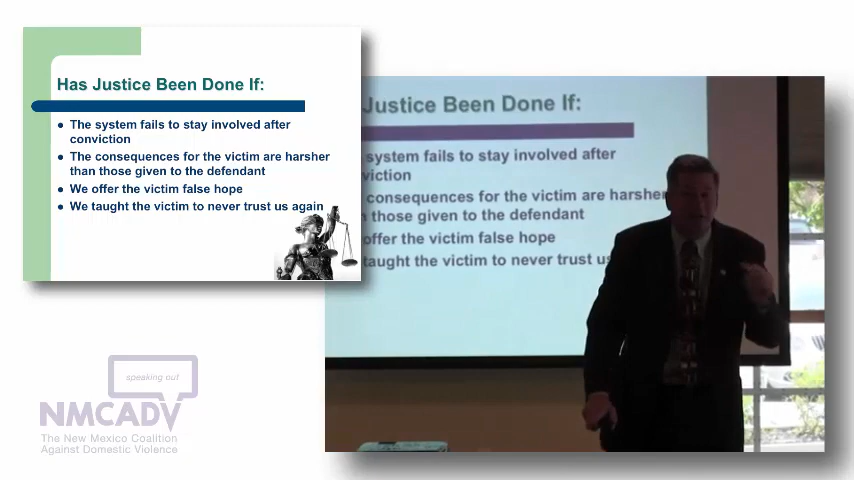 Has Justice Been Done If:
The system fails to stay involved after
conviction
The consequences for the victim are harsher
than those given to the defendant
We offer the victim false hope
We taught the victim to never trust us again
Justice Been Done If:
system fails to stay involved after
viction
consequences for the victim are harsher
those given to the defendant
offer the victim false hope
taught the victim to never trust us
speaking out
NMCADV
The New Mexico Coalition
Against Domestic Violence